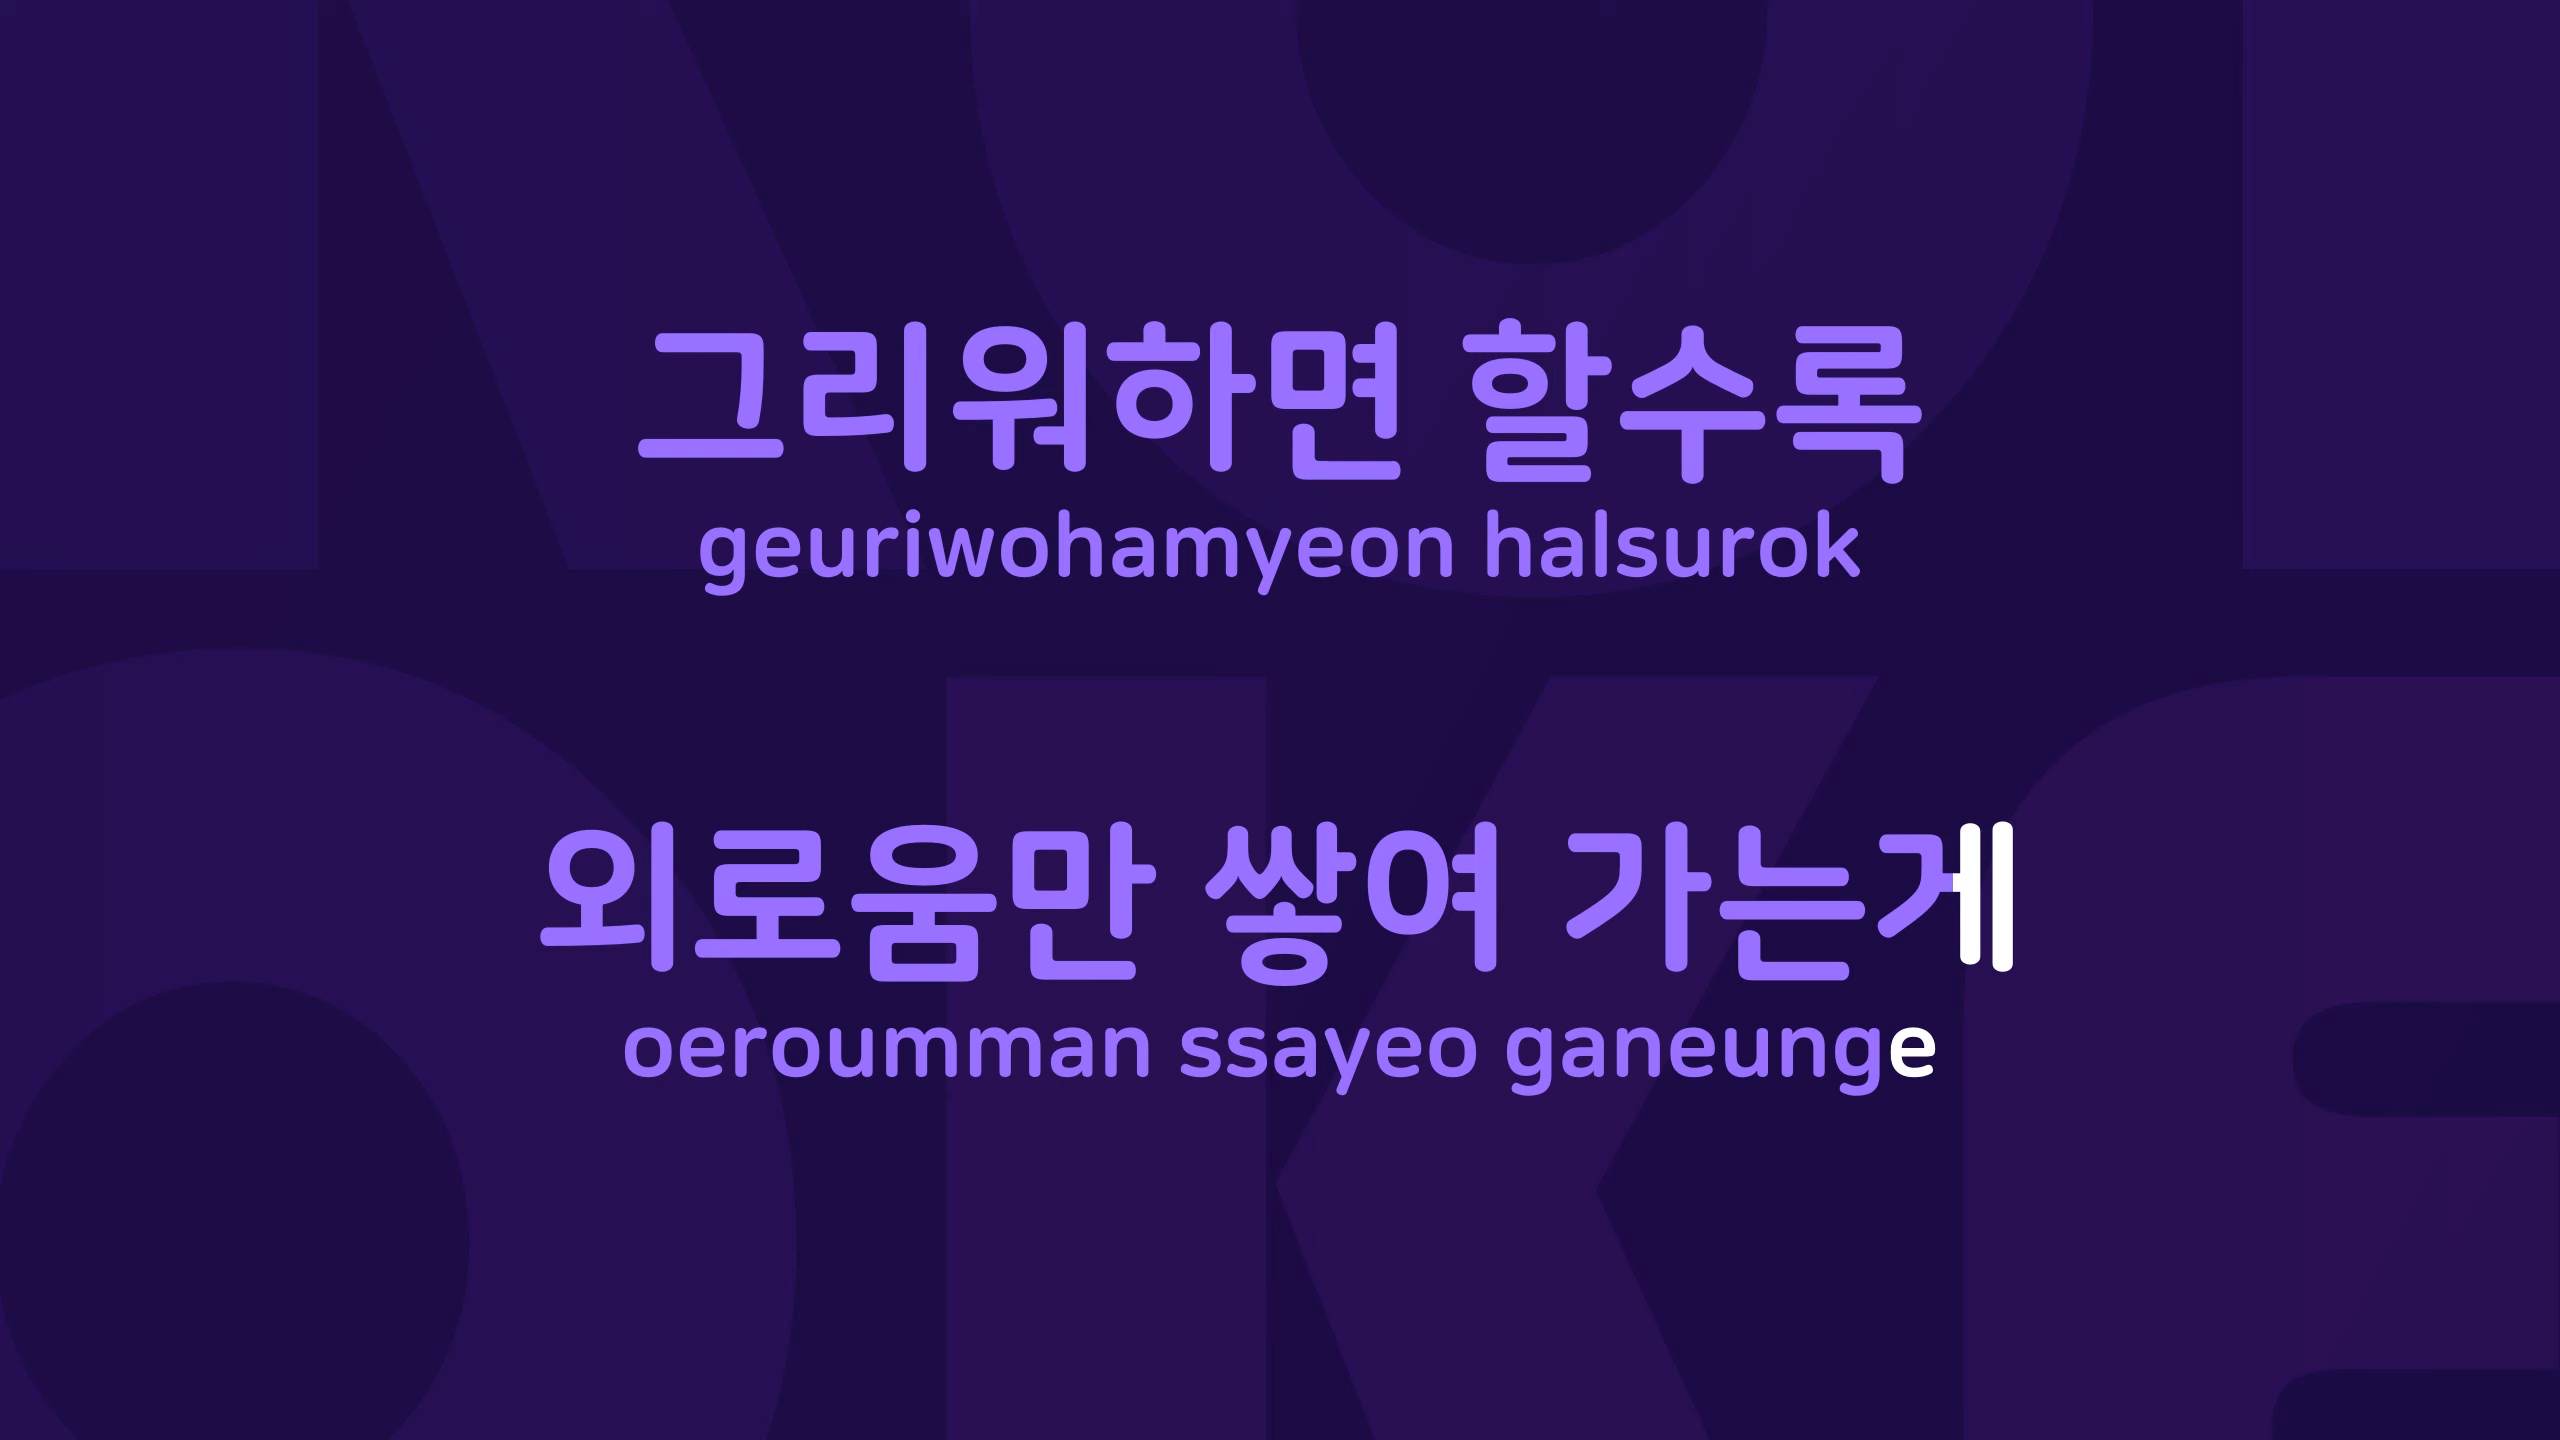 그리워하면 할수록
geuriwohamyeon halsurok
외로움만 쌓여 가는게
oeroumman ssayeo ganeunge